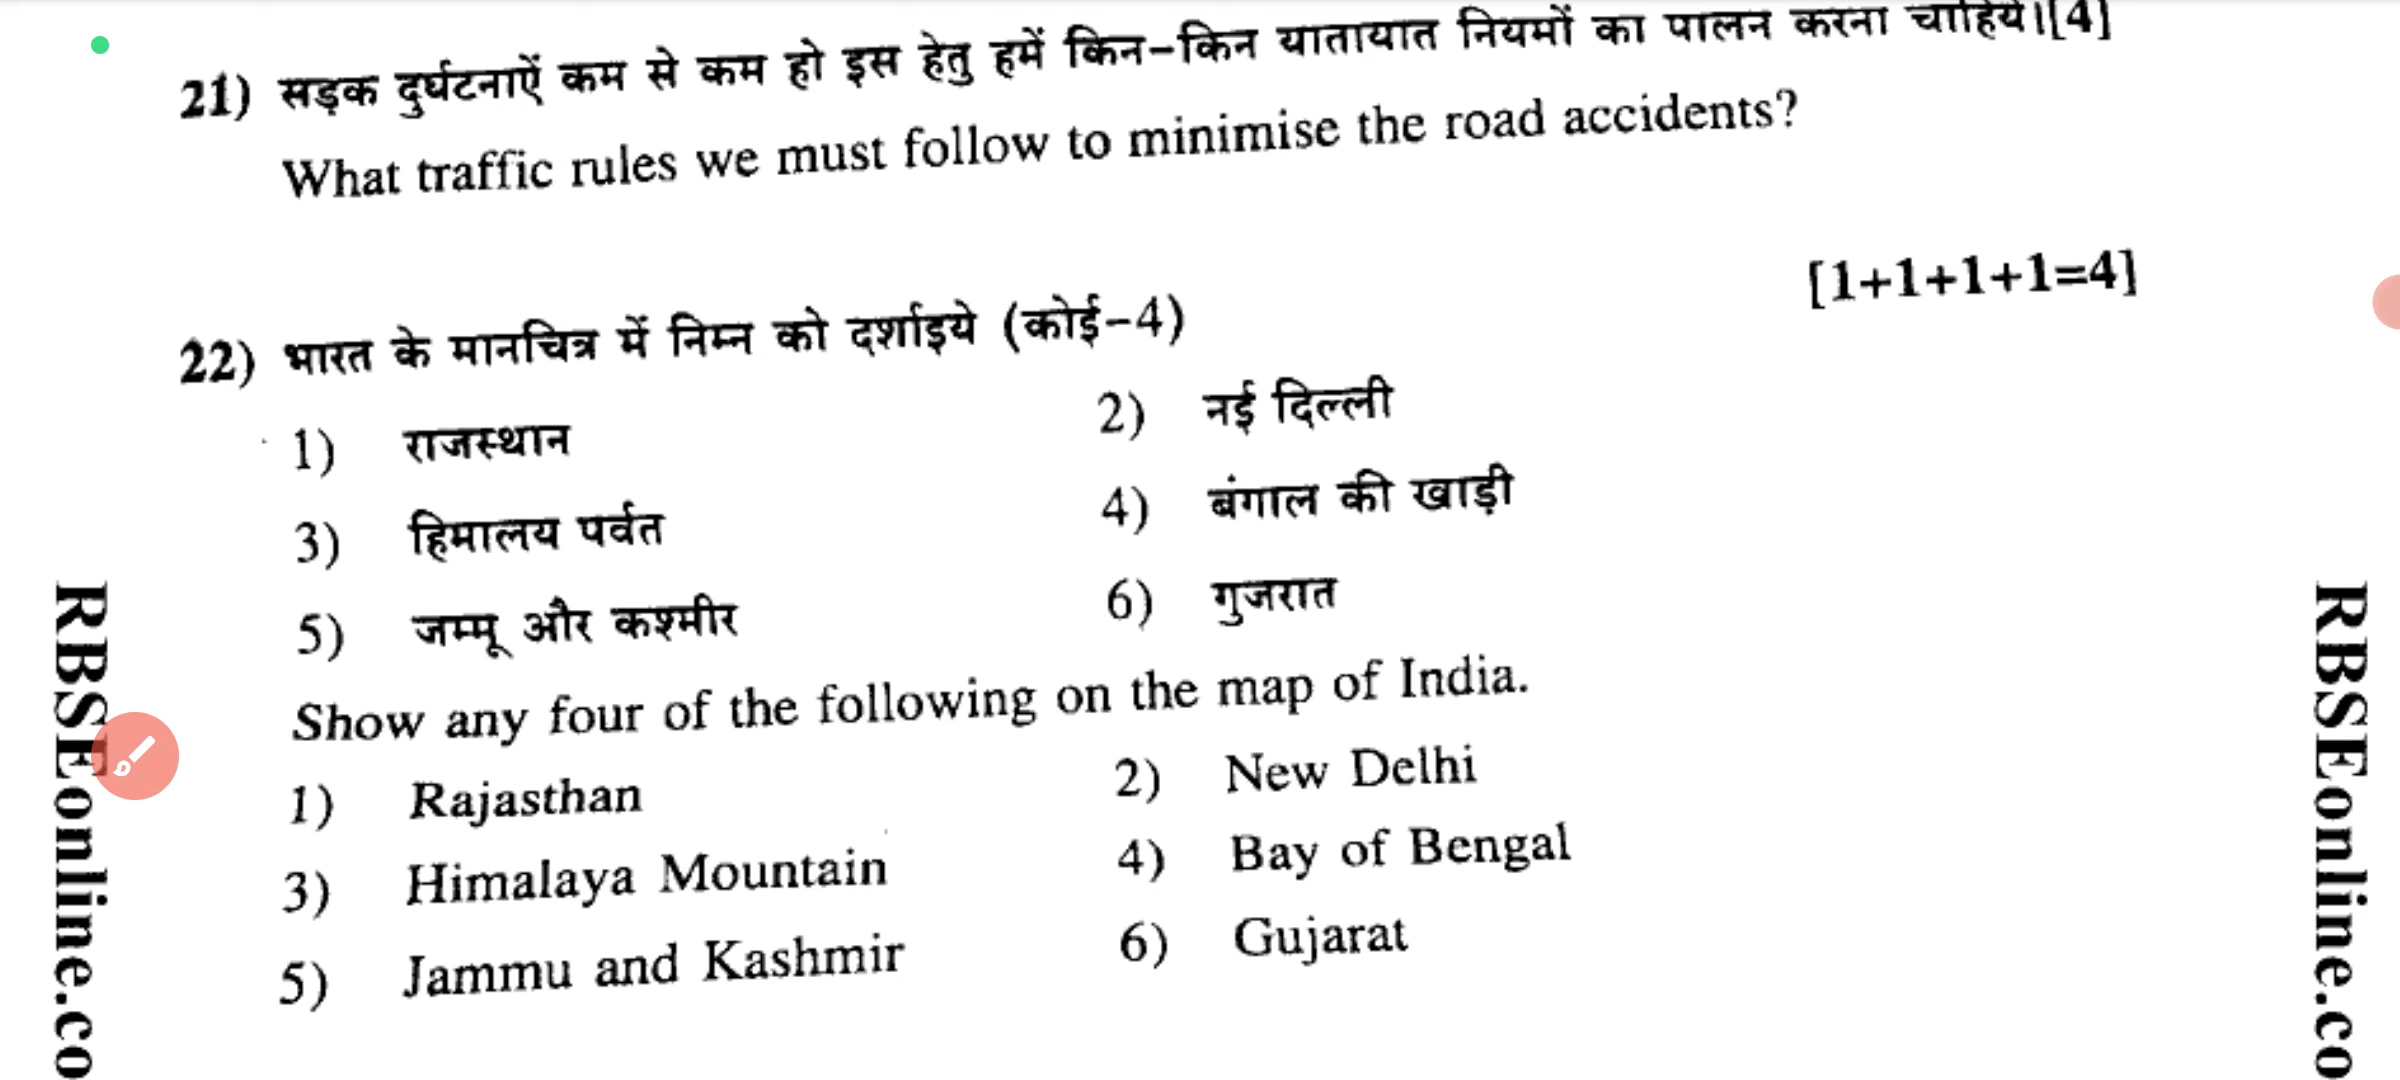 21) सड़क दुर्घटनाऐं कम से कम हो इस हेतु हमें किन-किन यातायात नियमों का पालन करना चाहिये।[4]
What traffic rules we must follow to minimise the road accidents?
[1+1+1+1=4]
22) भारत के मानचित्र में निम्न को दर्शाइये (कोई-4)
1) राजस्थान 2) नई दिल्ली
3) हिमालय पर्वत 4) बंगाल की खाड़ी
5) जम्मू और कश्मीर 6) गुजरात
Show any four of the following on the map of India.
1) Rajasthan 2) New Delhi
3) Himalaya Mountain 4) Bay of Bengal
5) Jammu and Kashmir 6) Gujarat
RBSEonline.co
RBSEonline.co